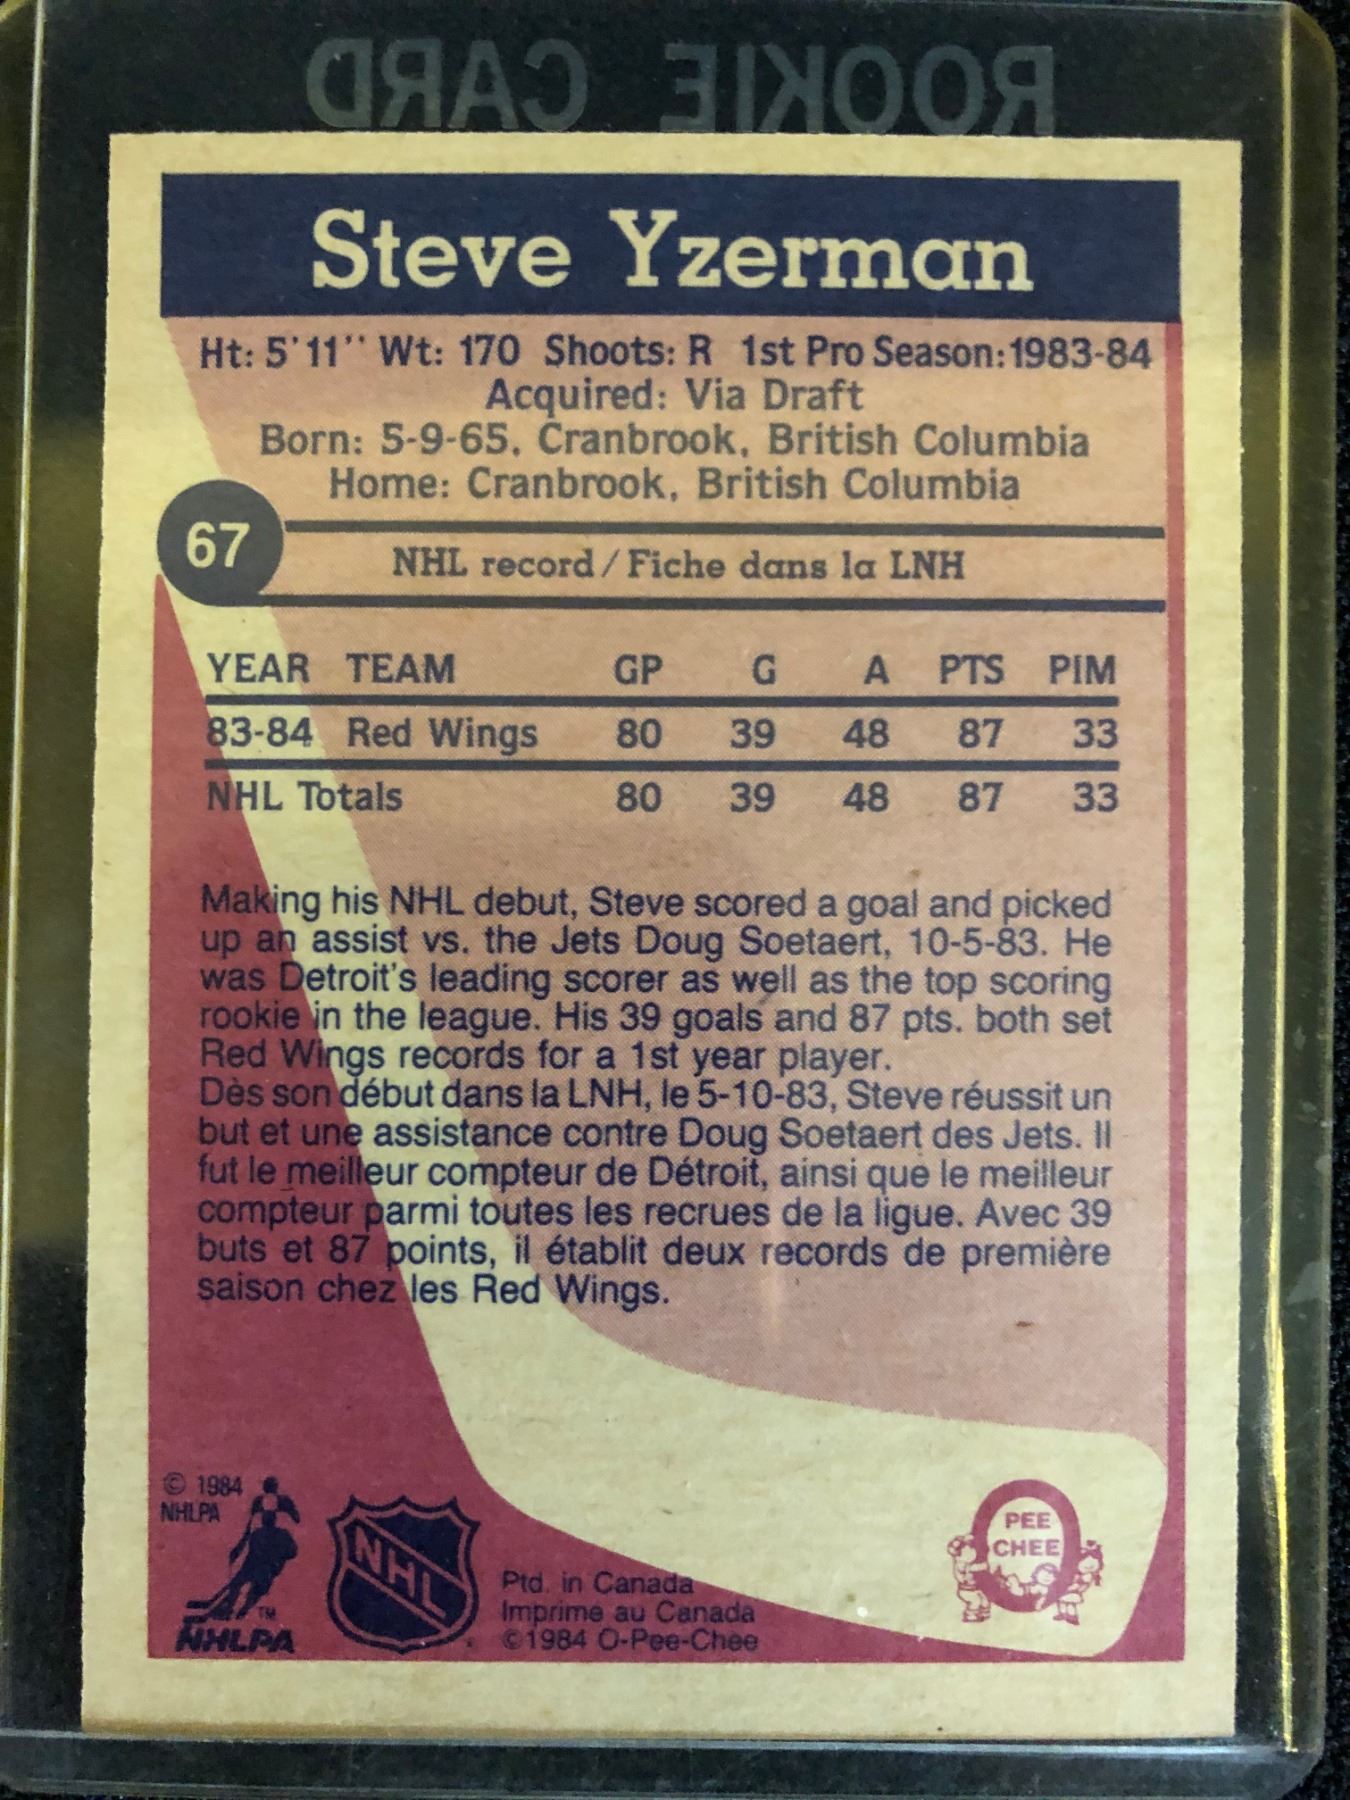 ROOKIE CARD
Steve Yzerman
Ht: 5'11'' Wt: 170 Shoots: R 1st Pro Season: 1983-84
Acquired: Via Draft
Born: 5-9-65, Cranbrook, British Columbia
Home: Cranbrook, British Columbia
67
NHL record / Fiche dans la LNH
YEAR TEAM GP G A PTS PIM
83-84 Red Wings 80 39 48 87 33
NHL Totals 80 39 48 87 33
Making his NHL debut, Steve scored a goal and picked
up an assist vs. the Jets Doug Soetaert, 10-5-83. He
was Detroit's leading scorer as well as the top scoring
rookie in the league. His 39 goals and 87 pts. both set
Red Wings records for a 1st year player.
Dès son début dans la LNH, le 5-10-83, Steve réussit un
but et une assistance contre Doug Soetaert des Jets. Il
fut le meilleur compteur de Détroit, ainsi que le meilleur
compteur parmi toutes les recrues de la ligue. Avec 39
buts et 87 points, il établit deux records de première
saison chez les Red Wings.
© 1984
NHLPA
TM
NHLPA
NHL
Ptd. in Canada
Imprime au Canada
©1984 O-Pee-Chee
PEE
CHEE